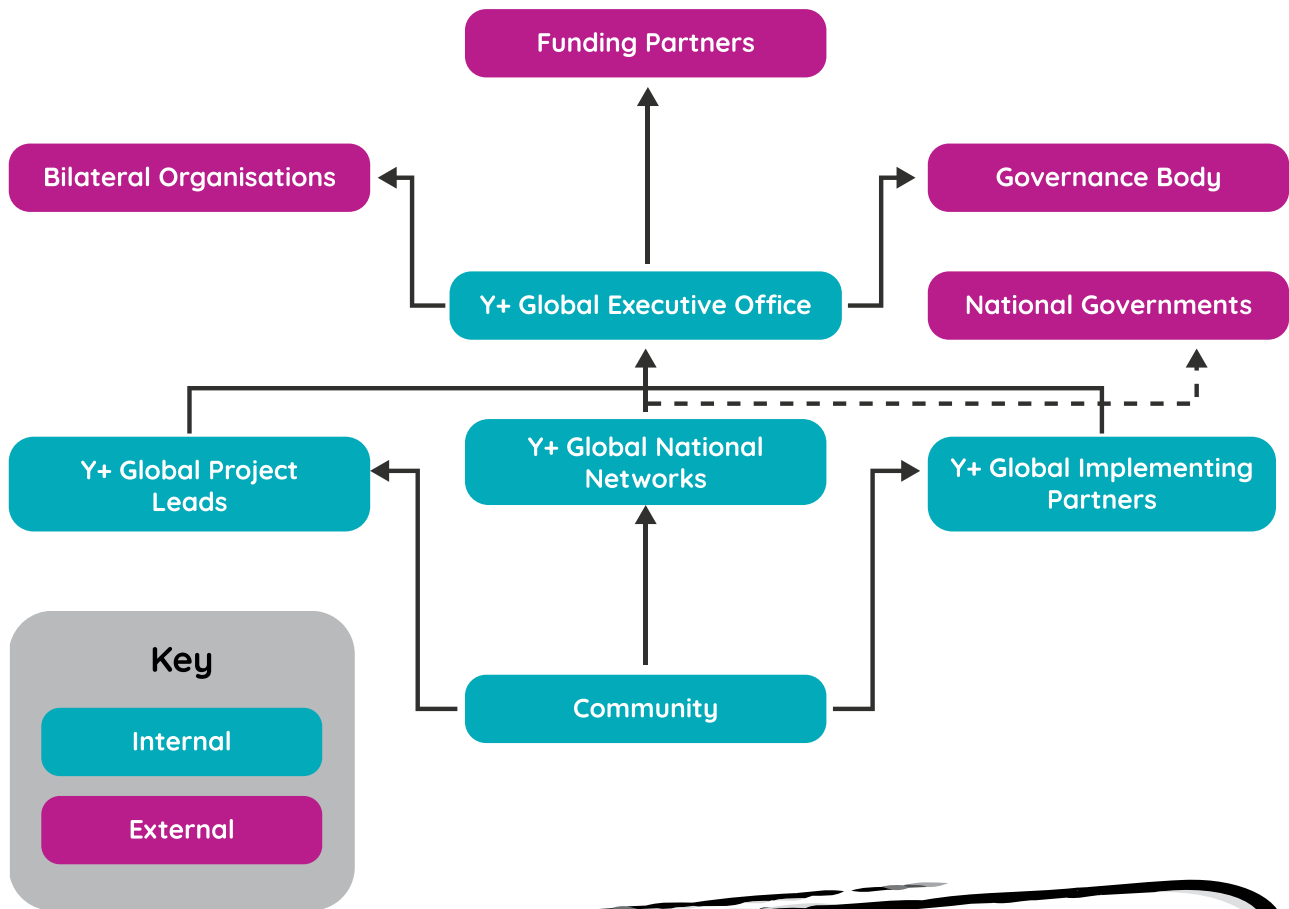 Funding Partners
Bilateral Organisations
Governance Body
Y+ Global Executive Office
National Governments
Y+ Global Project
Leads
Y+ Global National
Networks
Y+ Global Implementing
Partners
Community
Key
Internal
External